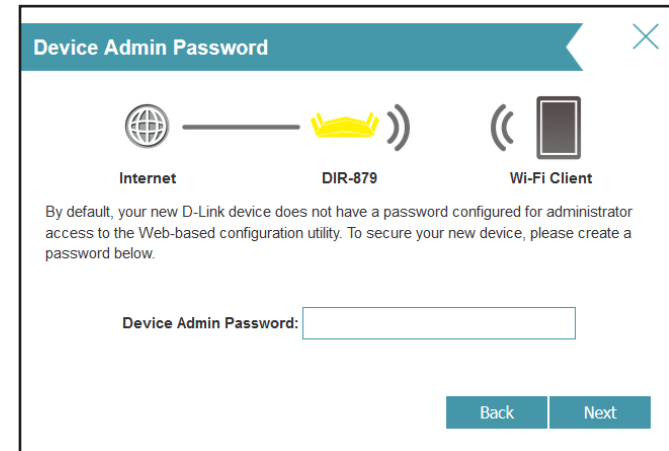 Device Admin Password
Internet DIR-879 Wi-Fi Client
By default, your new D-Link device does not have a password configured for administrator
access to the Web-based configuration utility. To secure your new device, please create a
password below.
Device Admin Password:
Back Next